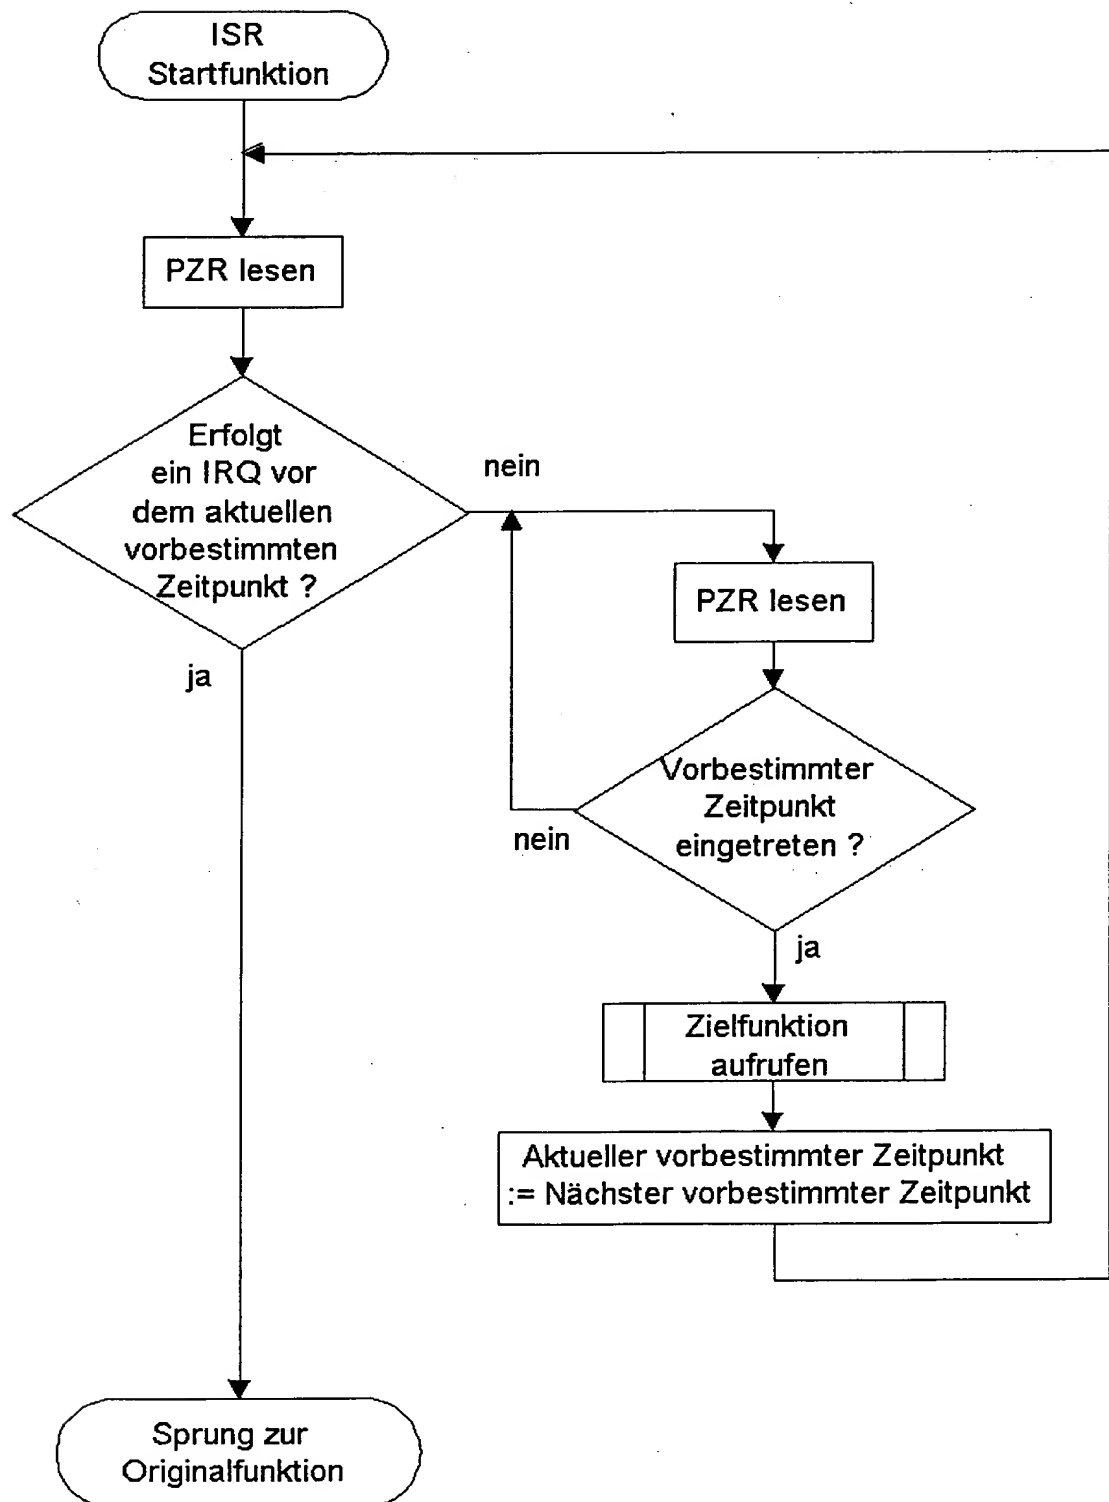 ISR
Startfunktion
PZR lesen
Erfolgt
ein IRQ vor
dem aktuellen
vorbestimmten
Zeitpunkt ?
nein
ja
PZR lesen
Vorbestimmter
Zeitpunkt
eingetreten ?
nein
ja
Zielfunktion
aufrufen
Aktueller vorbestimmter Zeitpunkt
:= Nächster vorbestimmter Zeitpunkt
Sprung zur
Originalfunktion